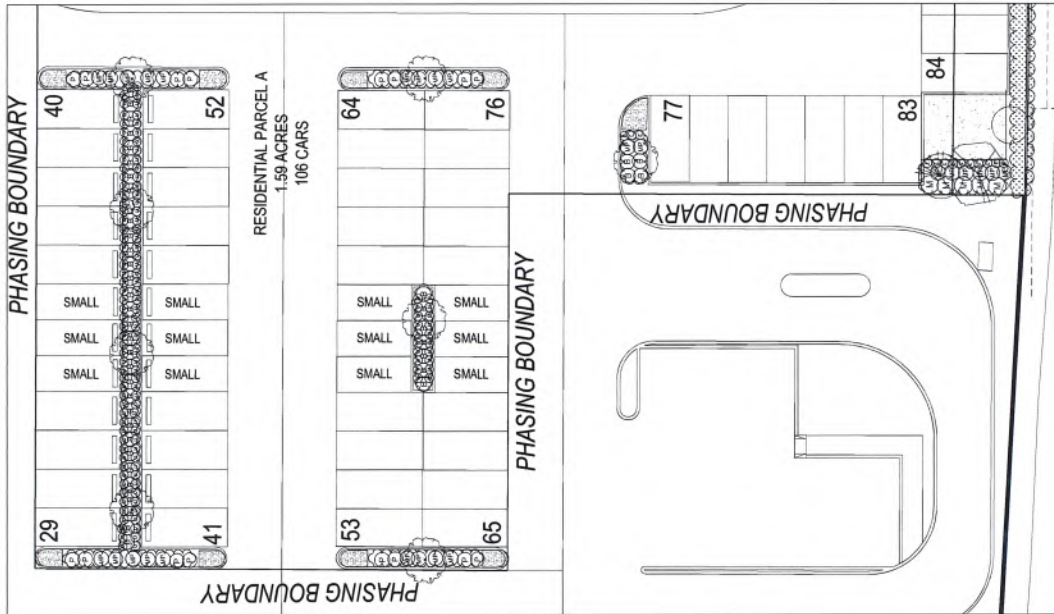 PHASING BOUNDARY
40
52
64
76
77
83
84
RESIDENTIAL PARCEL A
1.59 ACRES
106 CARS
PHASING BOUNDARY
SMALL
SMALL
SMALL
SMALL
SMALL
SMALL
SMALL
SMALL
SMALL
SMALL
SMALL
SMALL
PHASING BOUNDARY
29
41
53
65
PHASING BOUNDARY